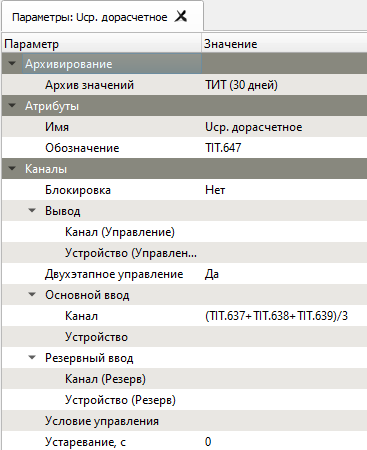 Параметры: Uср. дорасчетное
Параметр Значение
Архивирование
Архив значений ТИТ (30 дней)
Атрибуты
Имя Uср. дорасчетное
Обозначение TIT.647
Каналы
Блокировка Нет
Вывод
Канал (Управление)
Устройство (Управлен...
Двухэтапное управление Да
Основной ввод
Канал (TIT.637+TIT.638+TIT.639)/3
Устройство
Резервный ввод
Канал (Резерв)
Устройство (Резерв)
Условие управления
Устаревание, с 0